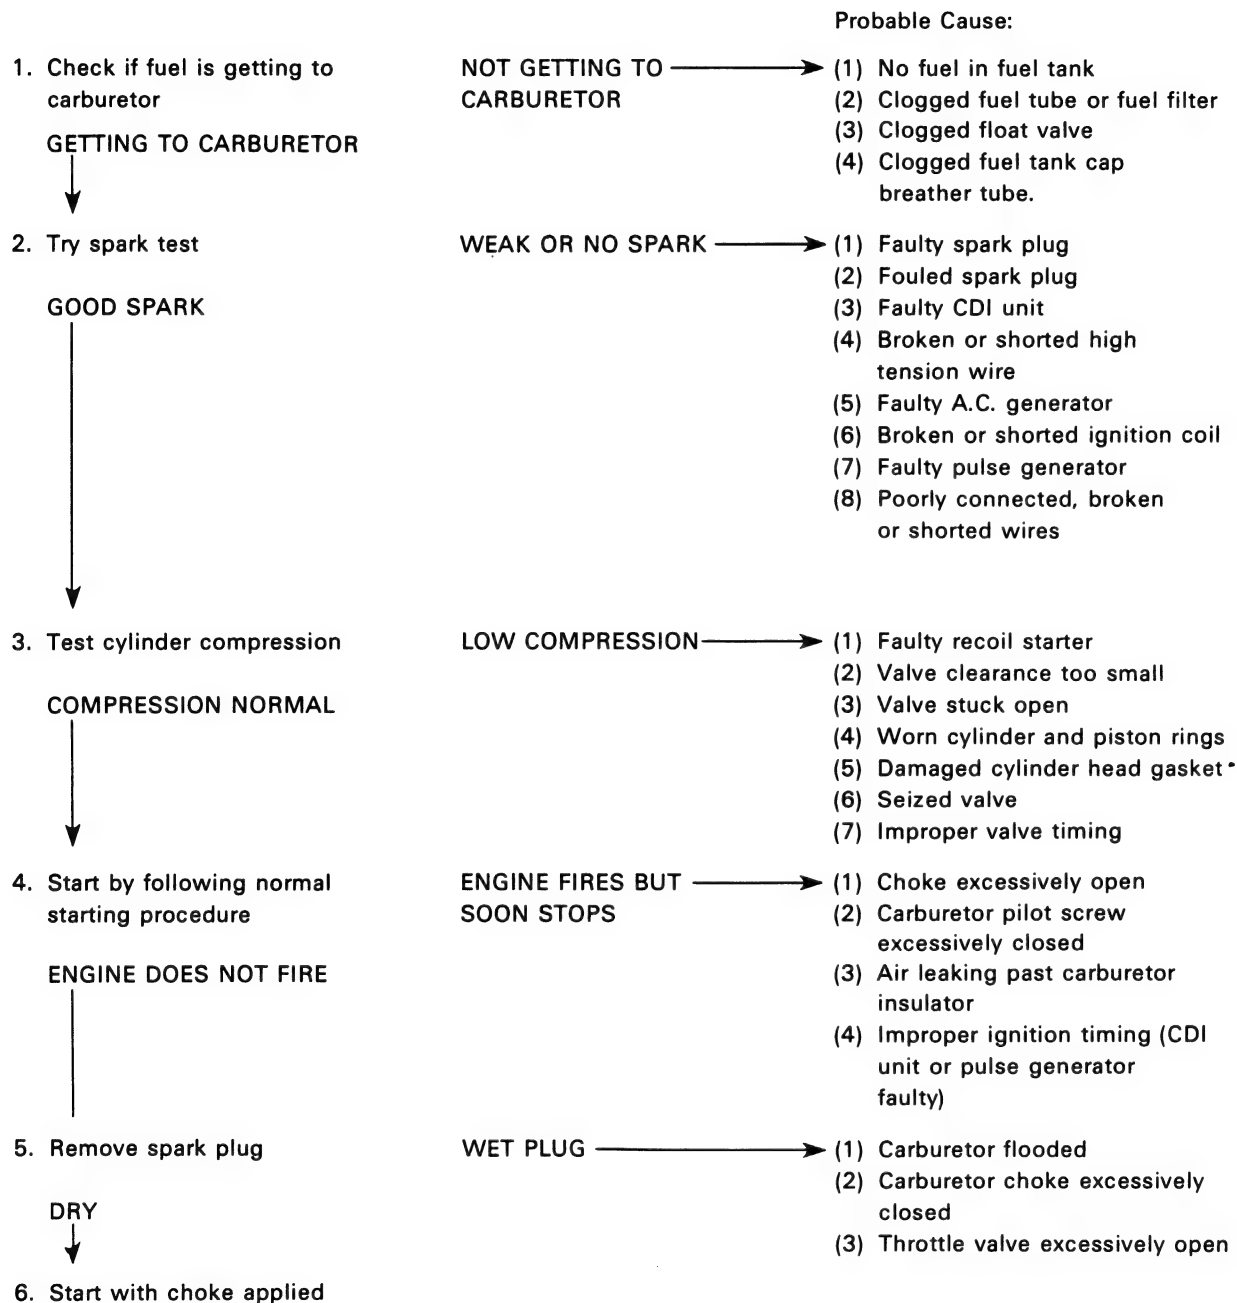 Probable Cause:
1. Check if fuel is getting to
carburetor
GETTING TO CARBURETOR
NOT GETTING TO
CARBURETOR
(1) No fuel in fuel tank
(2) Clogged fuel tube or fuel filter
(3) Clogged float valve
(4) Clogged fuel tank cap
breather tube.
2. Try spark test
GOOD SPARK
WEAK OR NO SPARK
(1) Faulty spark plug
(2) Fouled spark plug
(3) Faulty CDI unit
(4) Broken or shorted high
tension wire
(5) Faulty A.C. generator
(6) Broken or shorted ignition coil
(7) Faulty pulse generator
(8) Poorly connected, broken
or shorted wires
3. Test cylinder compression
COMPRESSION NORMAL
LOW COMPRESSION
(1) Faulty recoil starter
(2) Valve clearance too small
(3) Valve stuck open
(4) Worn cylinder and piston rings
(5) Damaged cylinder head gasket
(6) Seized valve
(7) Improper valve timing
4. Start by following normal
starting procedure
ENGINE DOES NOT FIRE
ENGINE FIRES BUT
SOON STOPS
(1) Choke excessively open
(2) Carburetor pilot screw
excessively closed
(3) Air leaking past carburetor
insulator
(4) Improper ignition timing (CDI
unit or pulse generator
faulty)
5. Remove spark plug
DRY
WET PLUG
(1) Carburetor flooded
(2) Carburetor choke excessively
closed
(3) Throttle valve excessively open
6. Start with choke applied